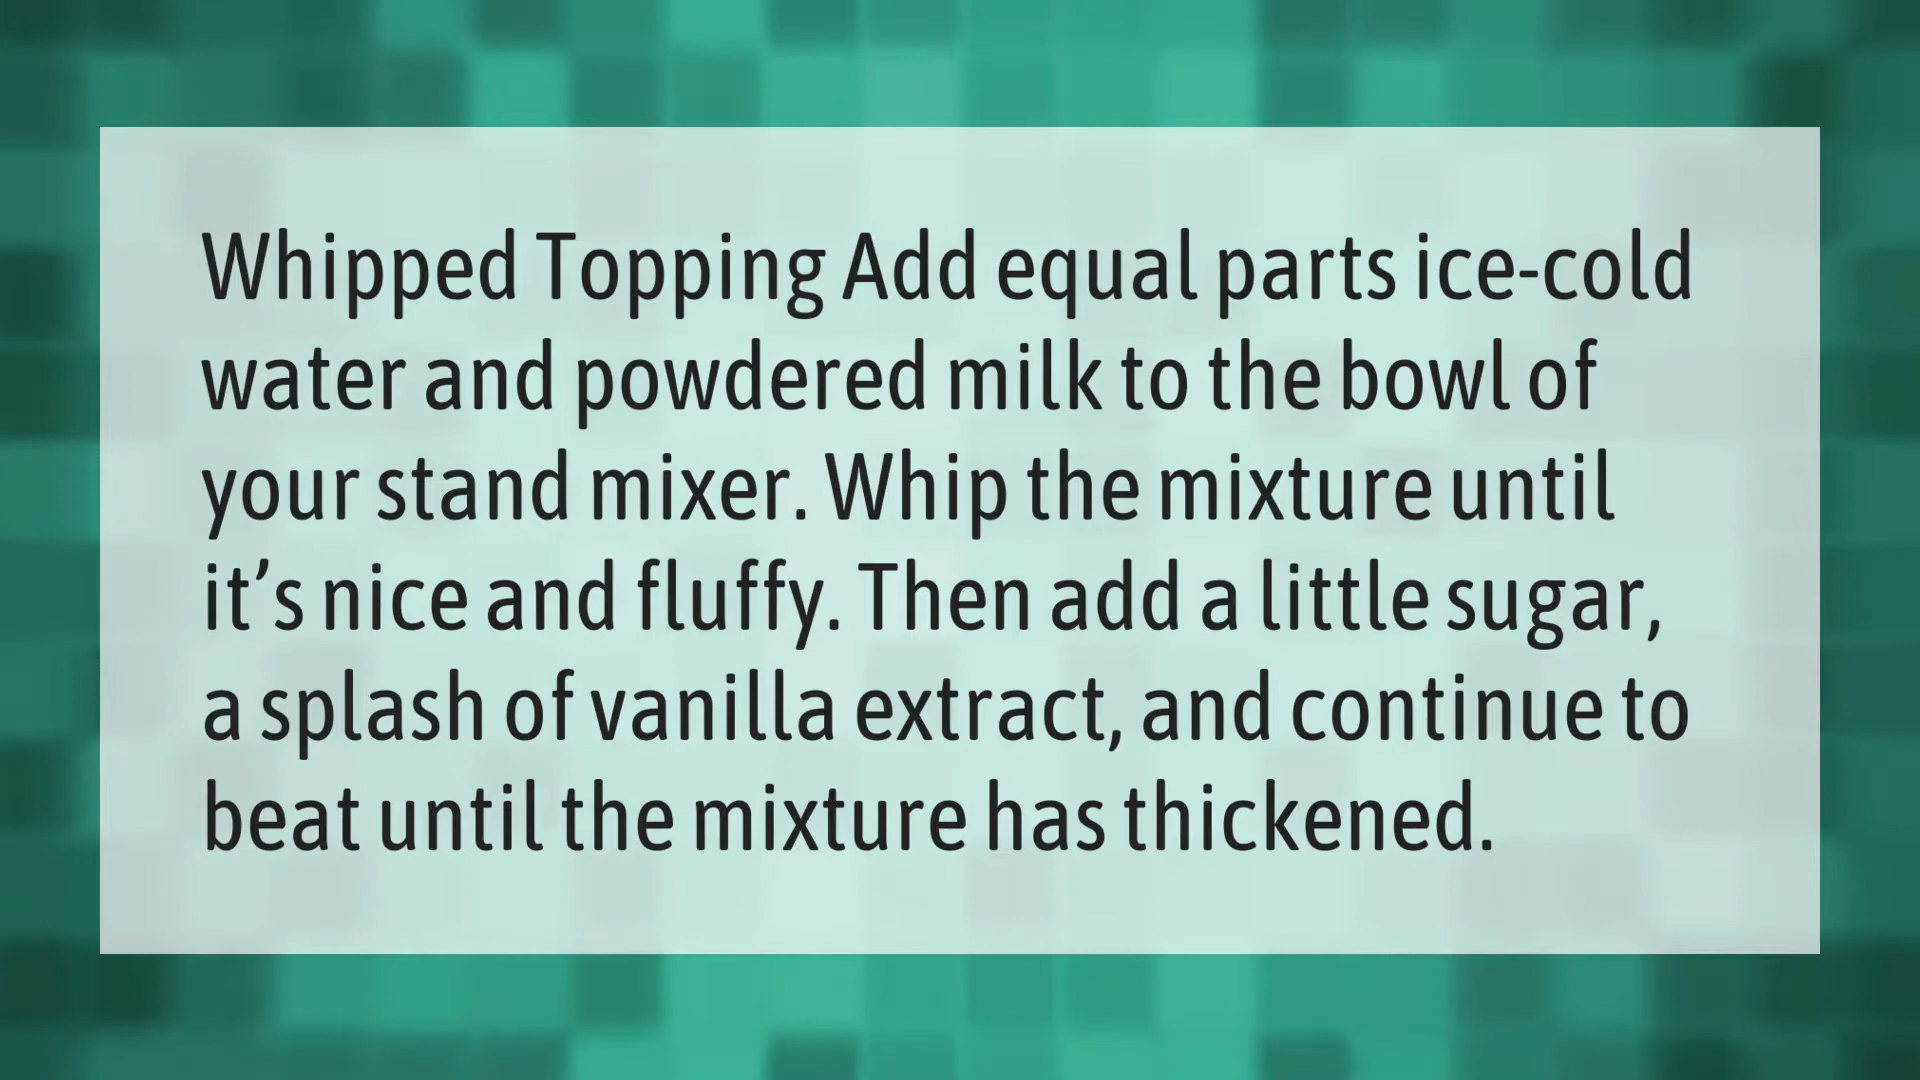 Whipped Topping Add equal parts ice-cold
water and powdered milk to the bowl of
your stand mixer. Whip the mixture until
it’s nice and fluffy. Then add a little sugar,
a splash of vanilla extract, and continue to
beat until the mixture has thickened.